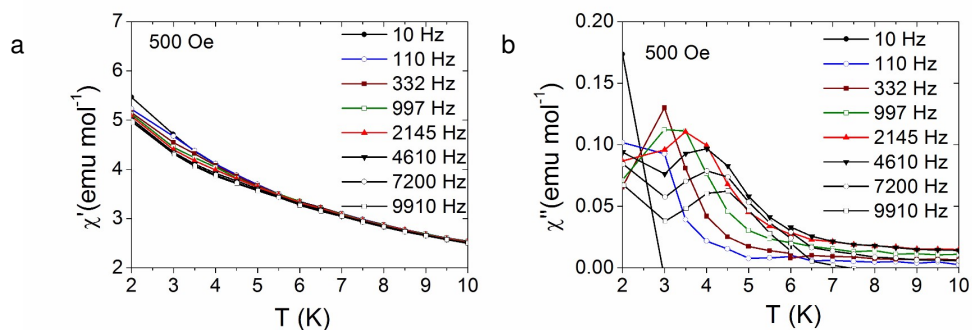 a
500 Oe
10 Hz
110 Hz
332 Hz
997 Hz
2145 Hz
4610 Hz
7200 Hz
9910 Hz
χ'(emu mol⁻¹)
7
6
5
4
3
2
2 3 4 5 6 7 8 9 10
T (K)
b
500 Oe
10 Hz
110 Hz
332 Hz
997 Hz
2145 Hz
4610 Hz
7200 Hz
9910 Hz
χ''(emu mol⁻¹)
0.20
0.15
0.10
0.05
0.00
2 3 4 5 6 7 8 9 10
T (K)